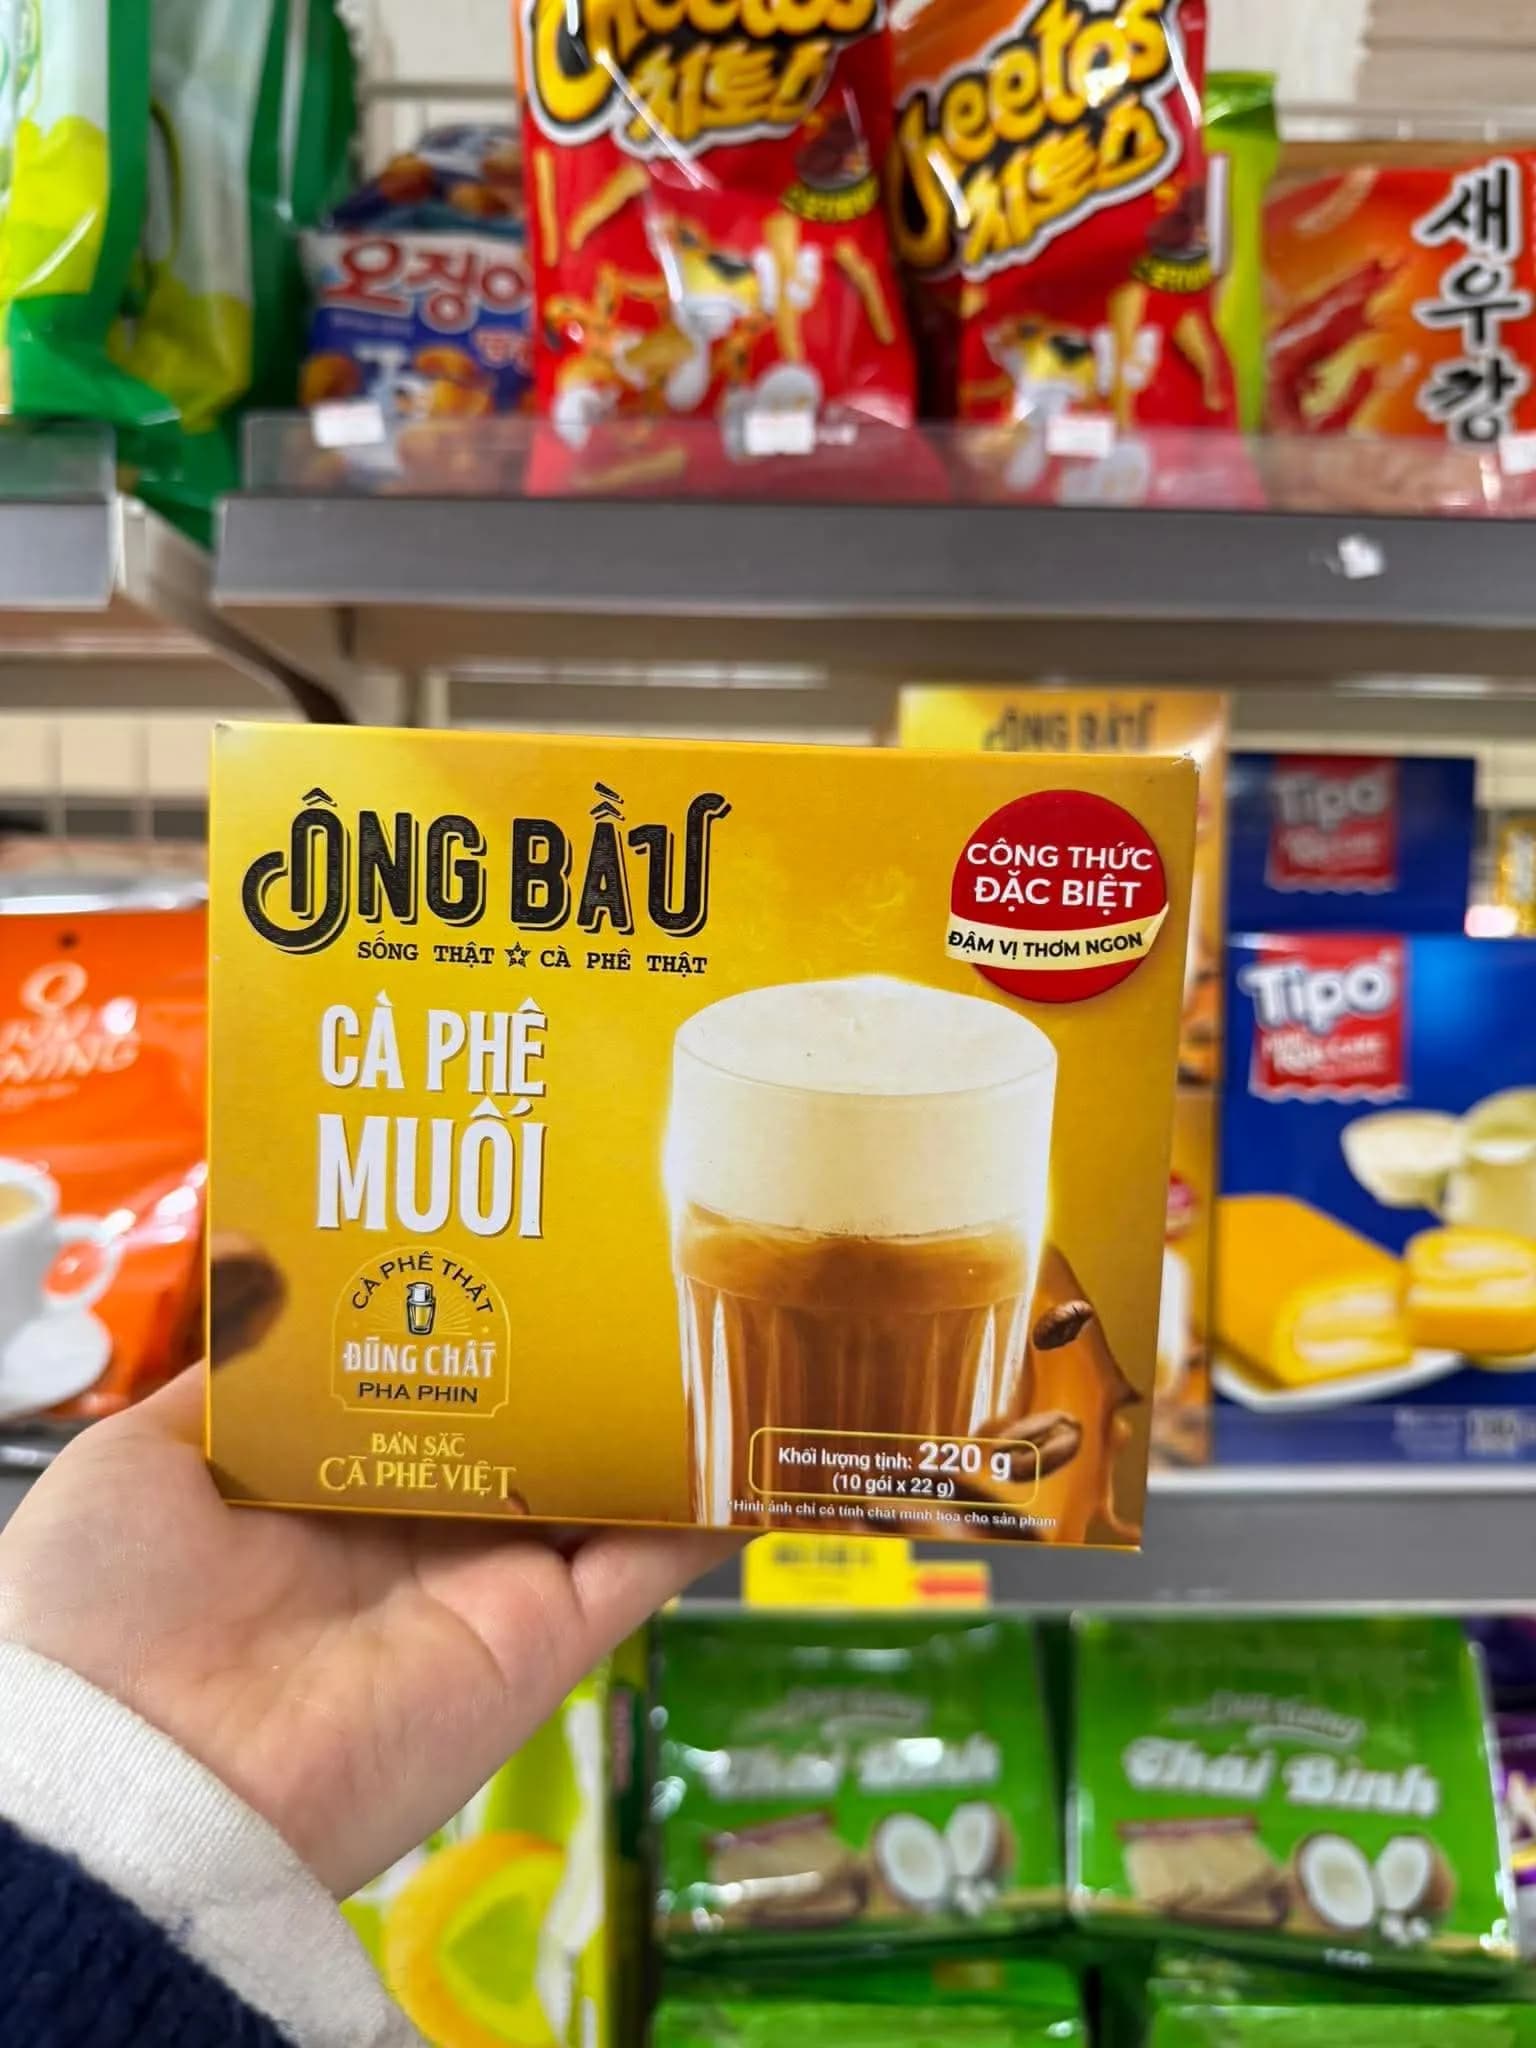 Cheetos
치토스
Cheetos
치토스
오징어
새우깡
ÔNG BẦU
ÔNG BẦU
SỐNG THẬT ☆ CÀ PHÊ THẬT
CÔNG THỨC
ĐẶC BIỆT
ĐẬM VỊ THƠM NGON
CÀ PHÊ
MUỐI
CÀ PHÊ THẬT
ĐÚNG CHẤT
PHA PHIN
BẢN SẮC
CÀ PHÊ VIỆT
Khối lượng tịnh: 220 g
(10 gói x 22 g)
*Hình ảnh chỉ có tính chất minh họa cho sản phẩm
Tipo
Tipo
Thái Bình
Thái Bình